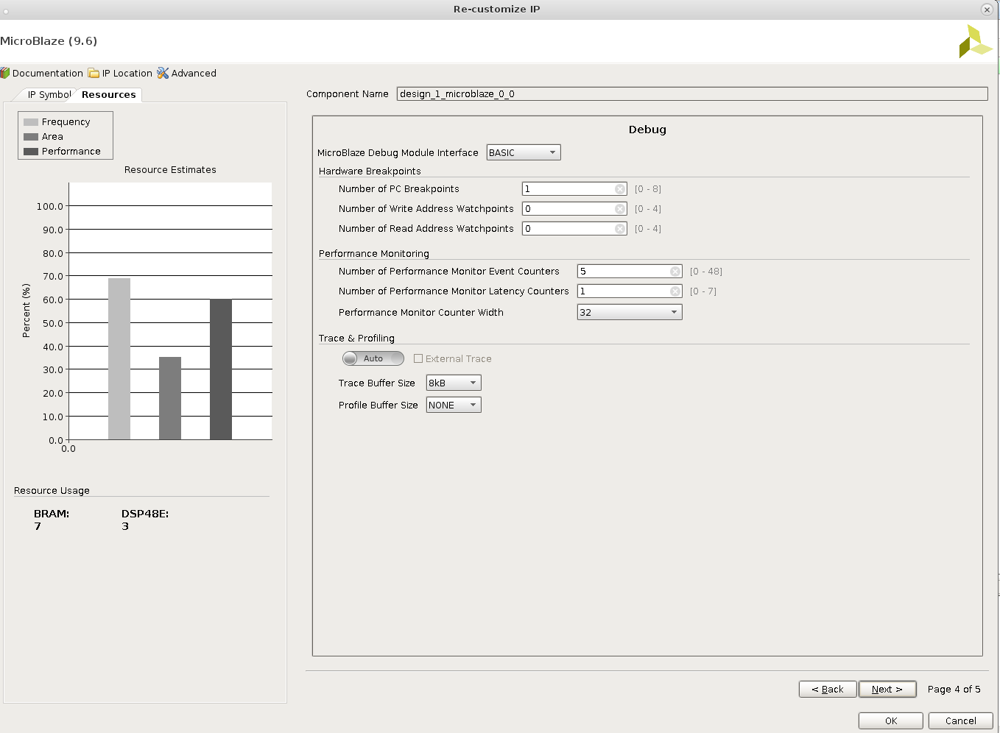 Re-customize IP
MicroBlaze (9.6)
Documentation IP Location Advanced
IP Symbol Resources
Frequency
Area
Performance
Resource Estimates
100.0
90.0
80.0
70.0
60.0
50.0
40.0
30.0
20.0
10.0
0.0
0.0
Percent (%)
Resource Usage
BRAM: DSP48E:
7 3
Component Name design_1_microblaze_0_0
Debug
MicroBlaze Debug Module Interface BASIC
Hardware Breakpoints
Number of PC Breakpoints 1 [0 - 8]
Number of Write Address Watchpoints 0 [0 - 4]
Number of Read Address Watchpoints 0 [0 - 4]
Performance Monitoring
Number of Performance Monitor Event Counters 5 [0 - 48]
Number of Performance Monitor Latency Counters 1 [0 - 7]
Performance Monitor Counter Width 32
Trace & Profiling
Auto External Trace
Trace Buffer Size 8kB
Profile Buffer Size NONE
< Back Next > Page 4 of 5
OK Cancel